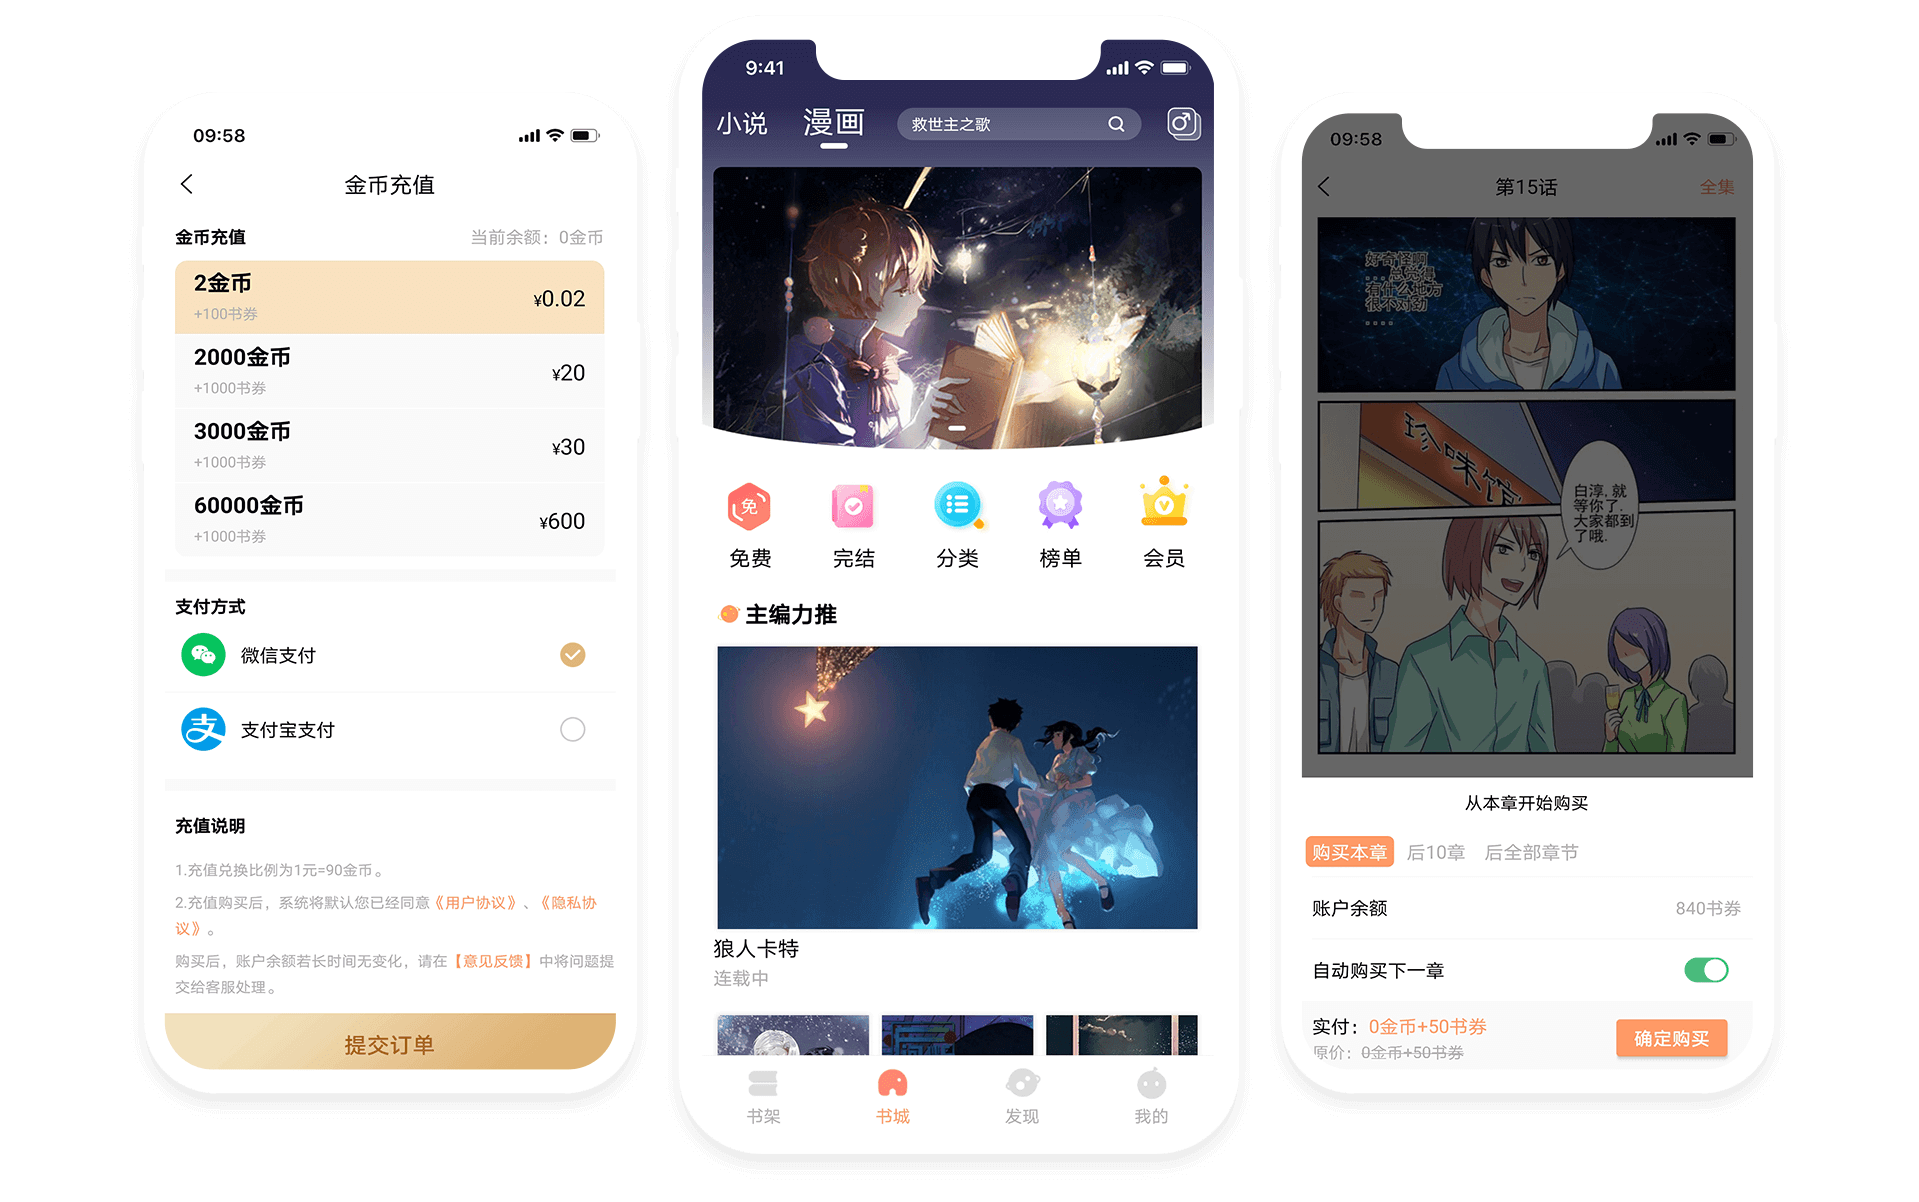 09:58
金币充值
金币充值
当前余额：0金币
2金币
+100书券
¥0.02
2000金币
+1000书券
¥20
3000金币
+1000书券
¥30
60000金币
+1000书券
¥600
支付方式
微信支付
支付宝支付
充值说明
1.充值兑换比例为1元=90金币。
2.充值购买后，系统将默认您已经同意《用户协议》、《隐私协
议》。
购买后，账户余额若长时间无变化，请在【意见反馈】中将问题提
交给客服处理。
提交订单
9:41
小说
漫画
救世主之歌
免
免费
完结
分类
榜单
会员
主编力推
狼人卡特
连载中
书架
书城
发现
我的
09:58
第15话
全集
好奇怪啊
....总觉得
有什么地方
很不对劲
....
珍味馆
白淳,就
等你了.
大家都到
了哦.
从本章开始购买
购买本章
后10章
后全部章节
账户余额
840书券
自动购买下一章
实付：0金币+50书券
原价：0金币+50书券
确定购买